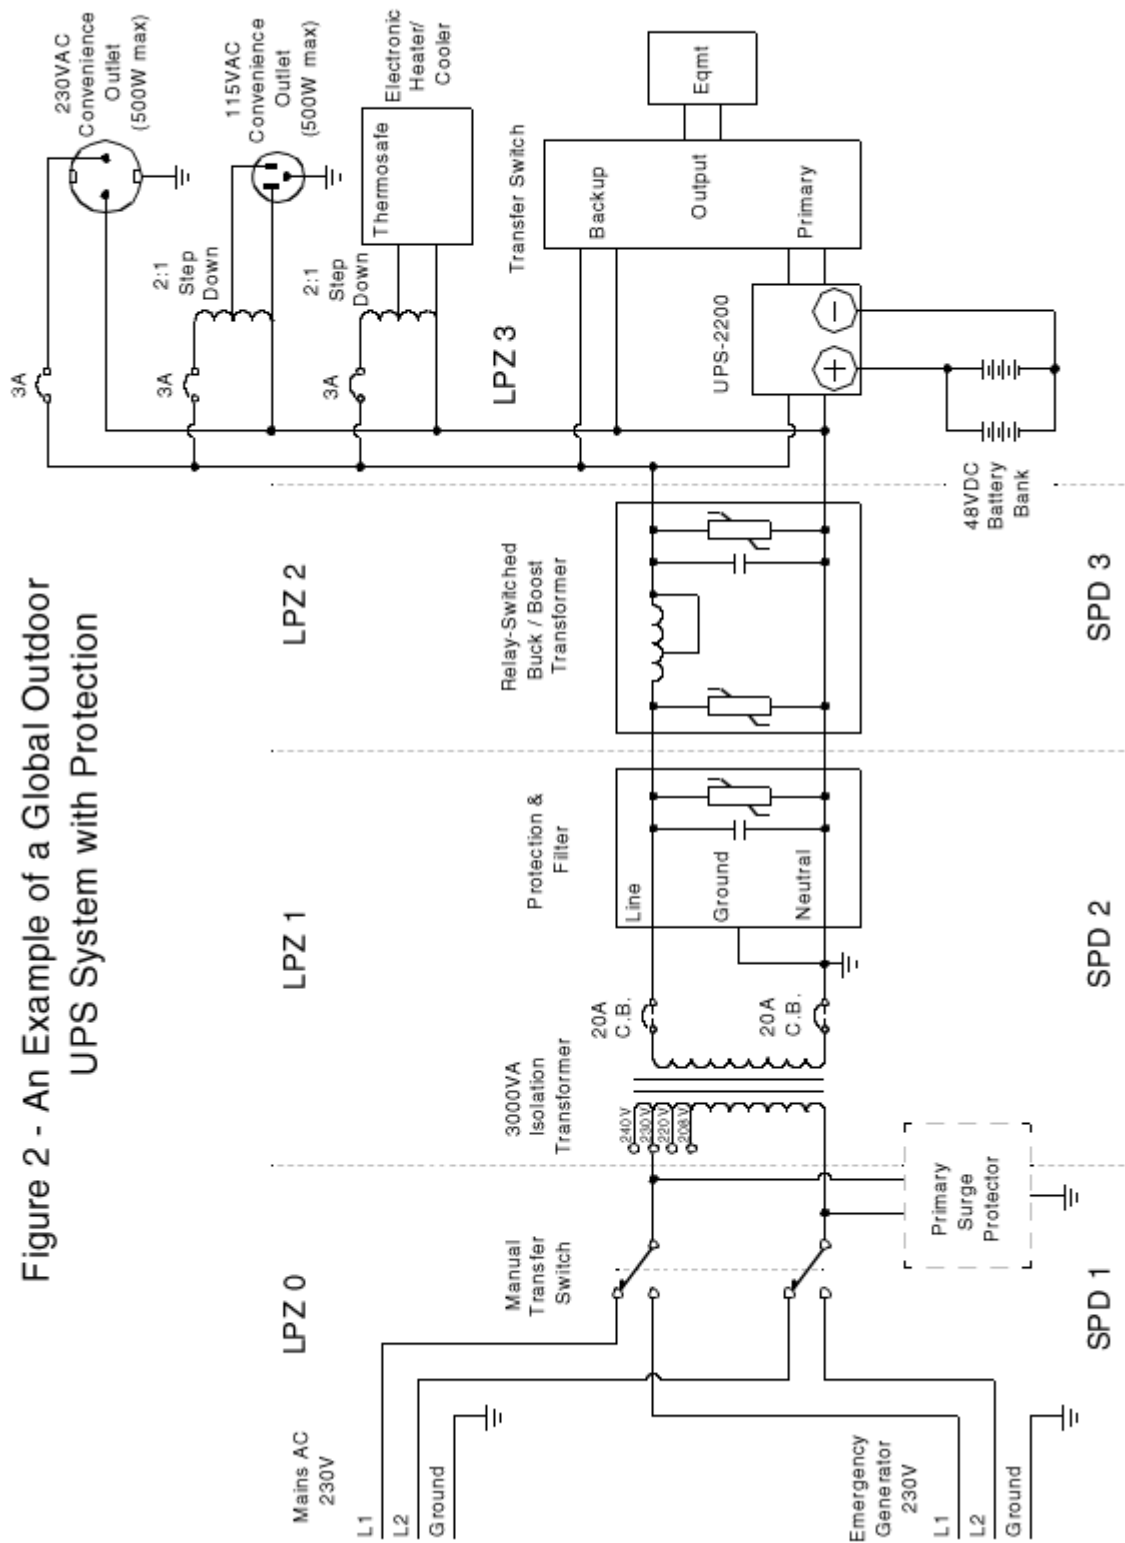 Figure 2 - An Example of a Global Outdoor
UPS System with Protection
LPZ 0
LPZ 1
LPZ 2
LPZ 3
Mains AC
230V
L1
L2
Ground
Emergency
Generator
230V
L1
L2
Ground
Manual
Transfer
Switch
Primary
Surge
Protector
3000VA
Isolation
Transformer
240V
230V
220V
208V
20A
C.B.
20A
C.B.
Protection &
Filter
Line
Ground
Neutral
Relay-Switched
Buck / Boost
Transformer
3A
3A
3A
2:1
Step
Down
2:1
Step
Down
230VAC
Convenience
Outlet
(500W max)
115VAC
Convenience
Outlet
(500W max)
Electronic
Heater/
Cooler
Thermosafe
Transfer Switch
Backup
Output
Primary
Eqmt
UPS-2200
+
-
48VDC
Battery
Bank
SPD 1
SPD 2
SPD 3